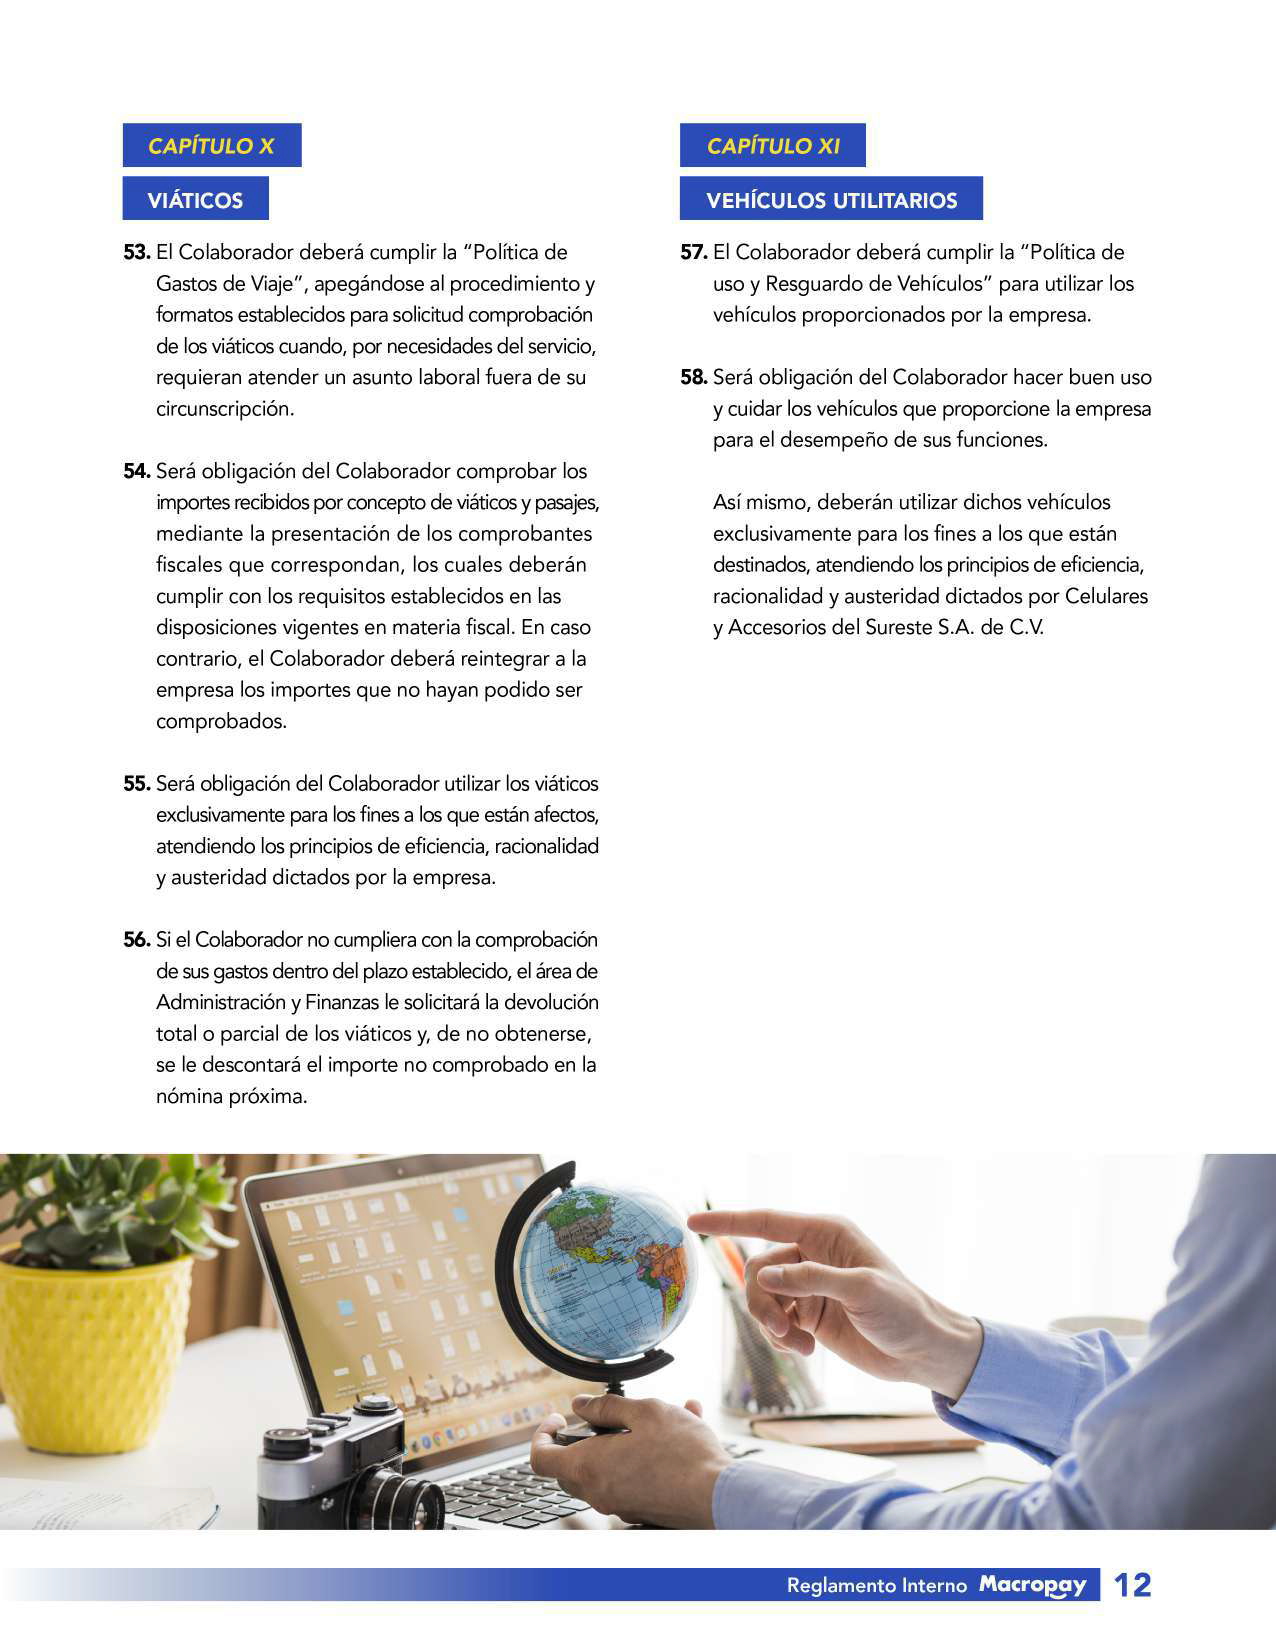 CAPÍTULO X
VIÁTICOS
53. El Colaborador deberá cumplir la “Política de
Gastos de Viaje”, apegándose al procedimiento y
formatos establecidos para solicitud comprobación
de los viáticos cuando, por necesidades del servicio,
requieran atender un asunto laboral fuera de su
circunscripción.
54. Será obligación del Colaborador comprobar los
importes recibidos por concepto de viáticos y pasajes,
mediante la presentación de los comprobantes
fiscales que correspondan, los cuales deberán
cumplir con los requisitos establecidos en las
disposiciones vigentes en materia fiscal. En caso
contrario, el Colaborador deberá reintegrar a la
empresa los importes que no hayan podido ser
comprobados.
55. Será obligación del Colaborador utilizar los viáticos
exclusivamente para los fines a los que están afectos,
atendiendo los principios de eficiencia, racionalidad
y austeridad dictados por la empresa.
56. Si el Colaborador no cumpliera con la comprobación
de sus gastos dentro del plazo establecido, el área de
Administración y Finanzas le solicitará la devolución
total o parcial de los viáticos y, de no obtenerse,
se le descontará el importe no comprobado en la
nómina próxima.
CAPÍTULO XI
VEHÍCULOS UTILITARIOS
57. El Colaborador deberá cumplir la “Política de
uso y Resguardo de Vehículos” para utilizar los
vehículos proporcionados por la empresa.
58. Será obligación del Colaborador hacer buen uso
y cuidar los vehículos que proporcione la empresa
para el desempeño de sus funciones.
Así mismo, deberán utilizar dichos vehículos
exclusivamente para los fines a los que están
destinados, atendiendo los principios de eficiencia,
racionalidad y austeridad dictados por Celulares
y Accesorios del Sureste S.A. de C.V.
Reglamento Interno Macropay 12